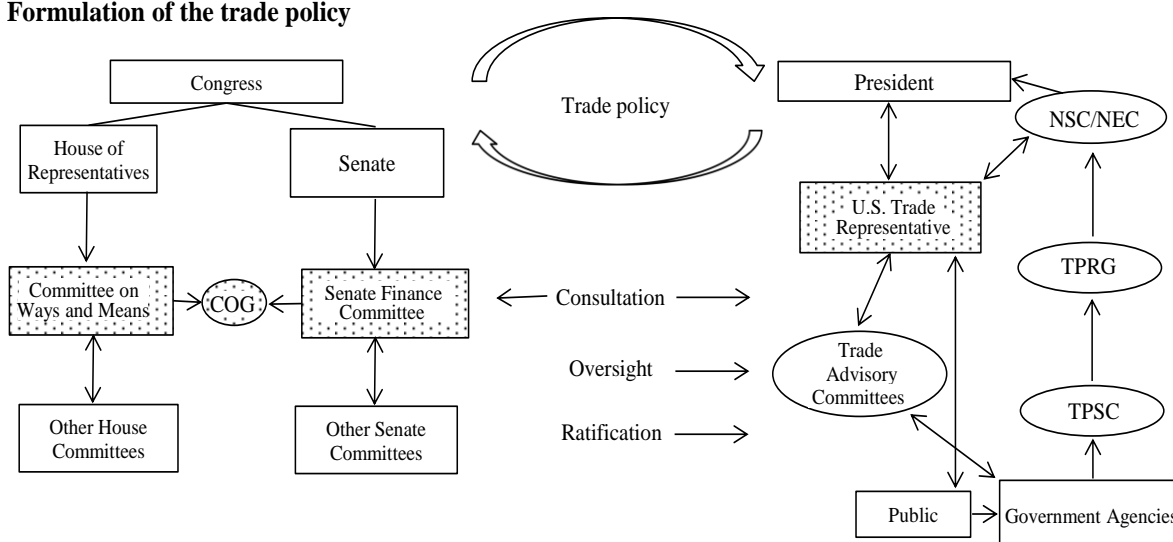 Formulation of the trade policy
Congress
House of
Representatives
Senate
Committee on
Ways and Means
COG
Senate Finance
Committee
Other House
Committees
Other Senate
Committees
Trade policy
Consultation
Oversight
Ratification
President
NSC/NEC
U.S. Trade
Representative
TPRG
Trade
Advisory
Committees
TPSC
Public
Government Agencies